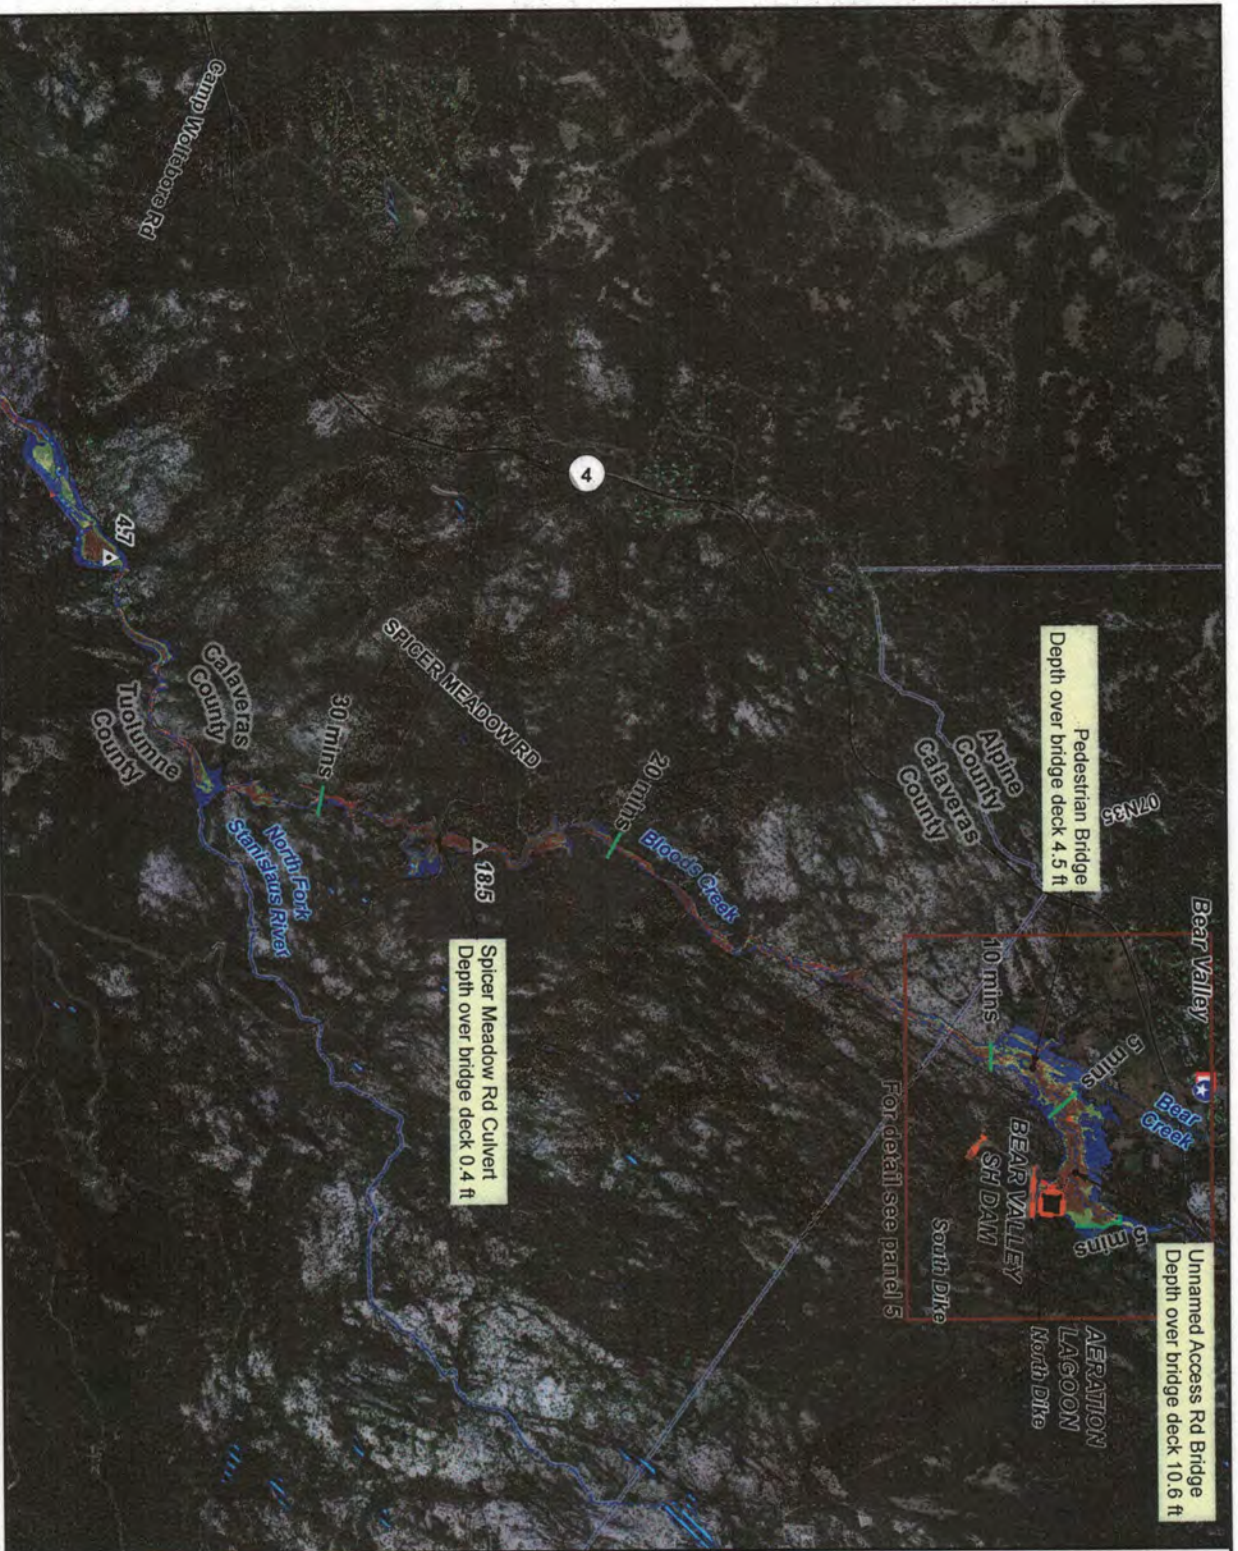 Unnamed Access Rd Bridge
Depth over bridge deck 10.6 ft
Bear Valley
Bear
Creek
5 mins
5 mins
AERATION
LAGOON
North Dike
BEAR VALLEY
SH DAM
South Dike
For detail see panel 5
10 mins
Pedestrian Bridge
Depth over bridge deck 4.5 ft
07N35
Alpine
County
Calaveras
County
4
Bloods Creek
20 mins
SPICER MEADOW RD
18.5
Spicer Meadow Rd Culvert
Depth over bridge deck 0.4 ft
30 mins
North Fork
Stanislaus River
Calaveras
County
Tuolumne
County
4.7
Camp Wolfeboro Rd